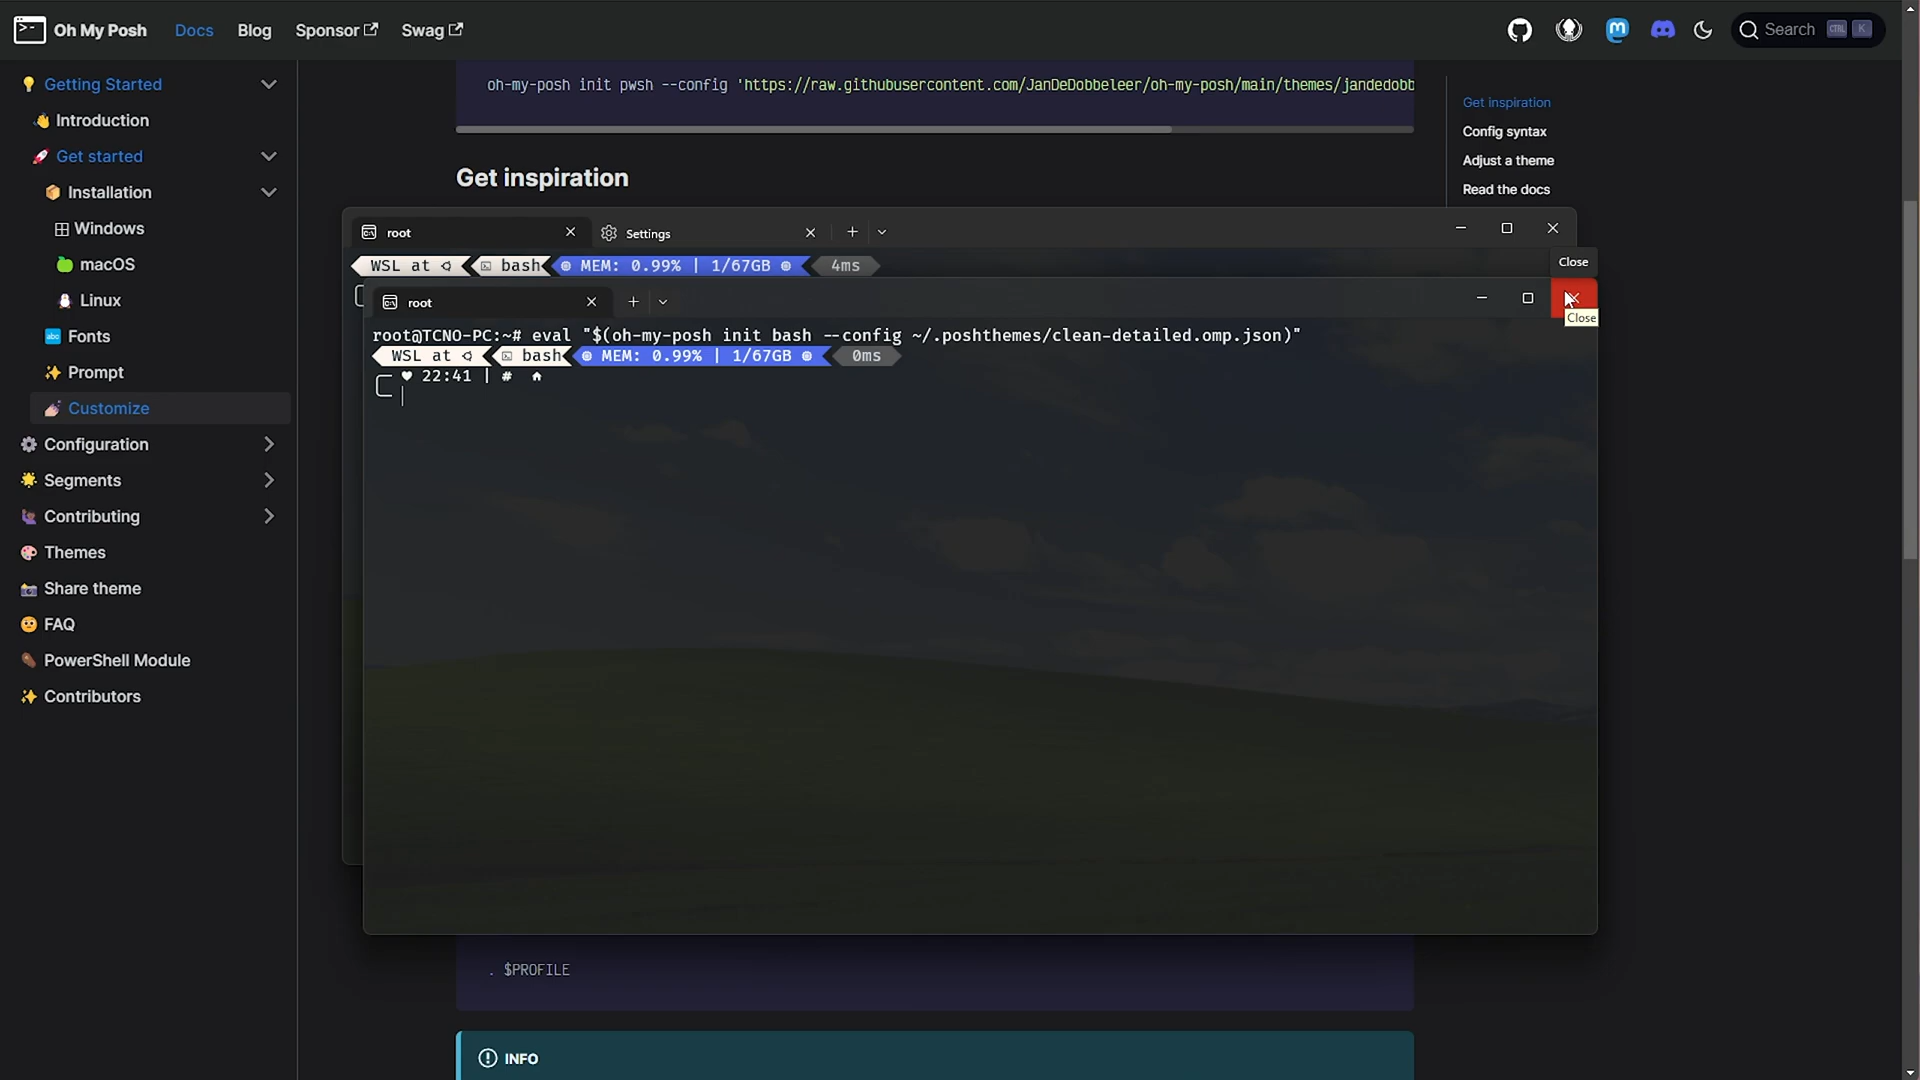 Oh My Posh Docs Blog Sponsor Swag Search CTRL K
Getting Started
Introduction
Get started
Installation
Windows
macOS
Linux
Fonts
Prompt
Customize
Configuration
Segments
Contributing
Themes
Share theme
FAQ
PowerShell Module
Contributors
oh-my-posh init pwsh --config 'https://raw.githubusercontent.com/JanDeDobbeleer/oh-my-posh/main/themes/jandedobb
Get inspiration
root Settings
WSL at bash MEM: 0.99% | 1/67GB 4ms
Close
root
Close
root@TCNO-PC:~# eval "$(oh-my-posh init bash --config ~/.poshthemes/clean-detailed.omp.json)"
WSL at bash MEM: 0.99% | 1/67GB 0ms
♥ 22:41 | #
. $PROFILE
INFO
Get inspiration
Config syntax
Adjust a theme
Read the docs